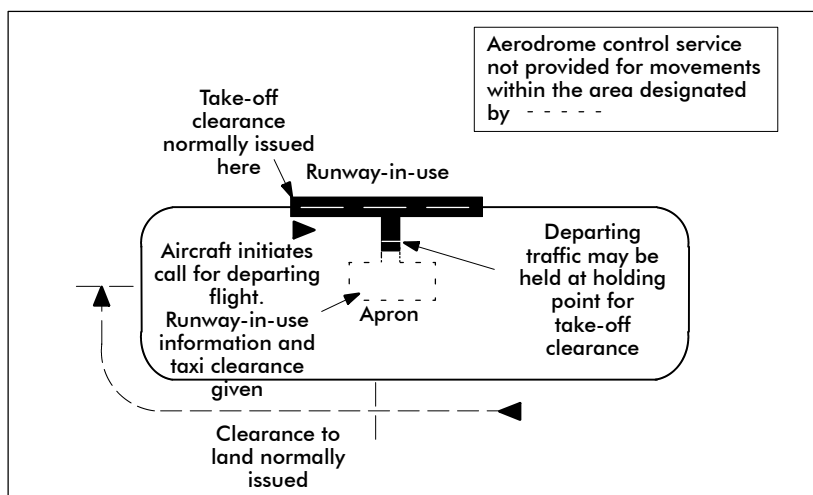 Aerodrome control service
not provided for movements
within the area designated
by - - - - -
Take-off
clearance
normally issued
here
Runway-in-use
Aircraft initiates
call for departing
flight.
Runway-in-use
information and
taxi clearance
given
Apron
Departing
traffic may be
held at holding
point for
take-off
clearance
Clearance to
land normally
issued